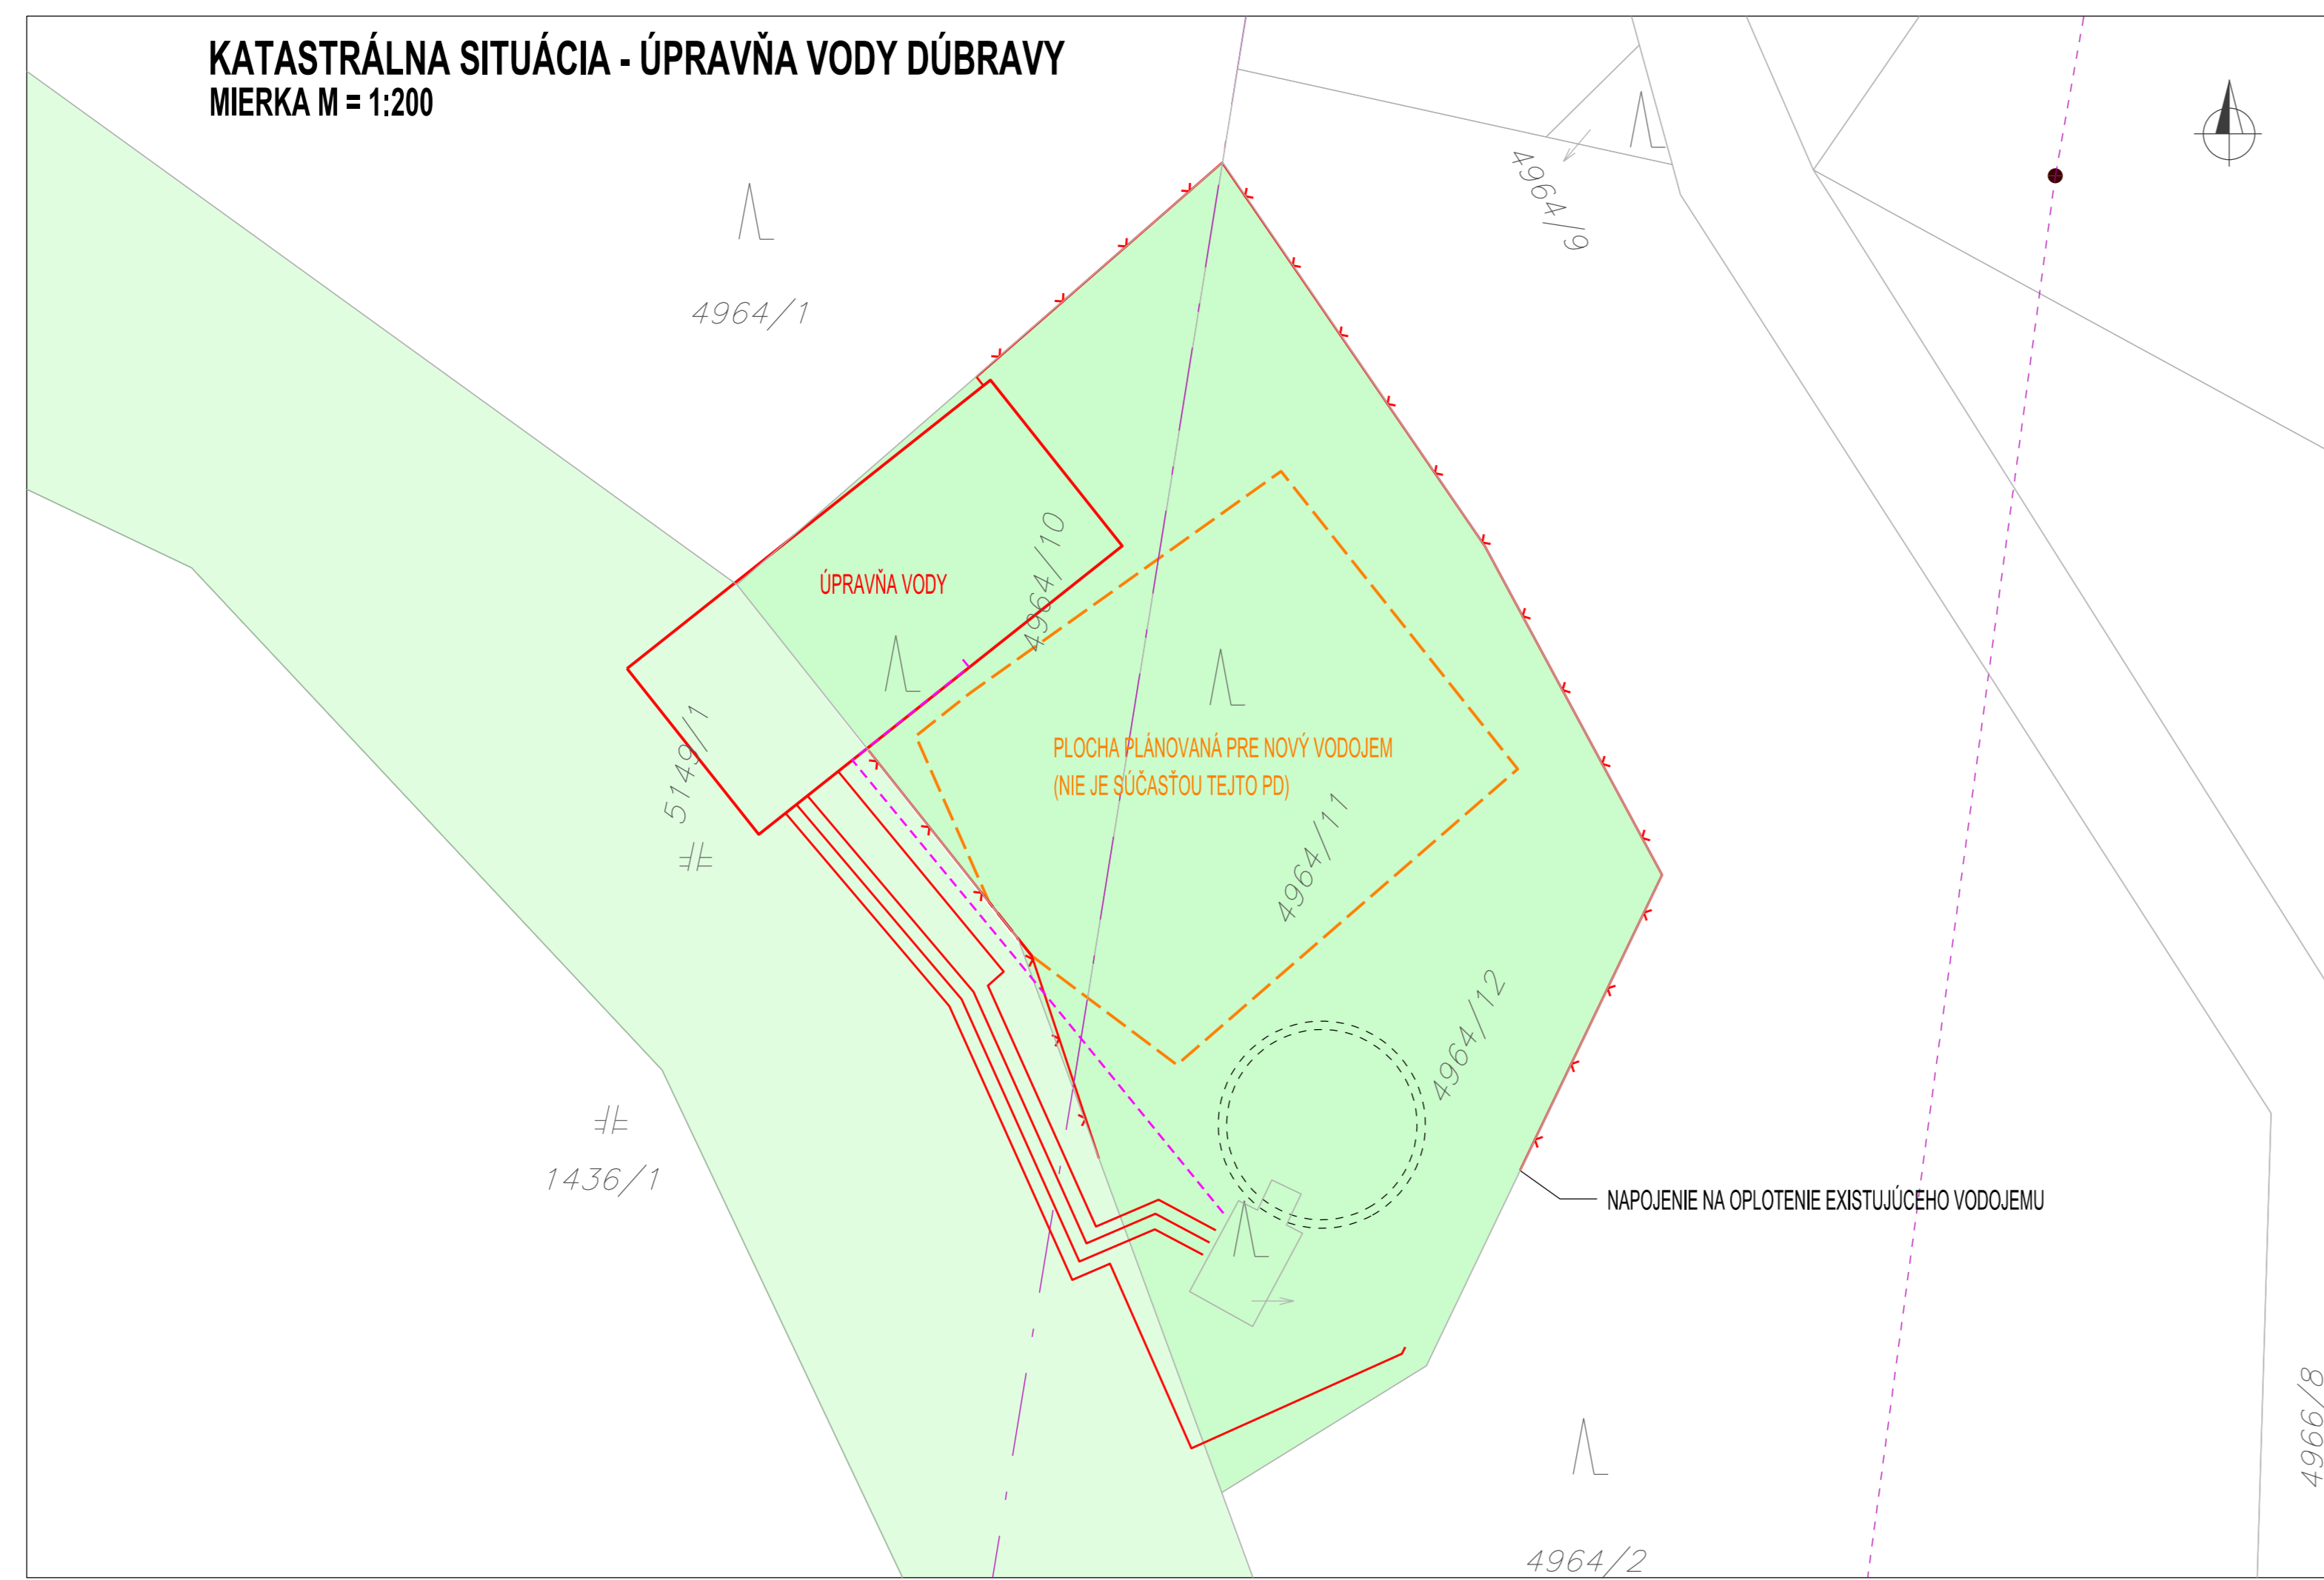 KATASTRÁLNA SITUÁCIA - ÚPRAVŇA VODY DÚBRAVY
MIERKA M = 1:200
4964/9
4964/1
4964/10
ÚPRAVŇA VODY
5149/1
PLOCHA PLÁNOVANÁ PRE NOVÝ VODOJEM
(NIE JE SÚČASŤOU TEJTO PD)
4964/11
4964/12
1436/1
NAPOJENIE NA OPLOTENIE EXISTUJÚCEHO VODOJEMU
4966/8
4964/2